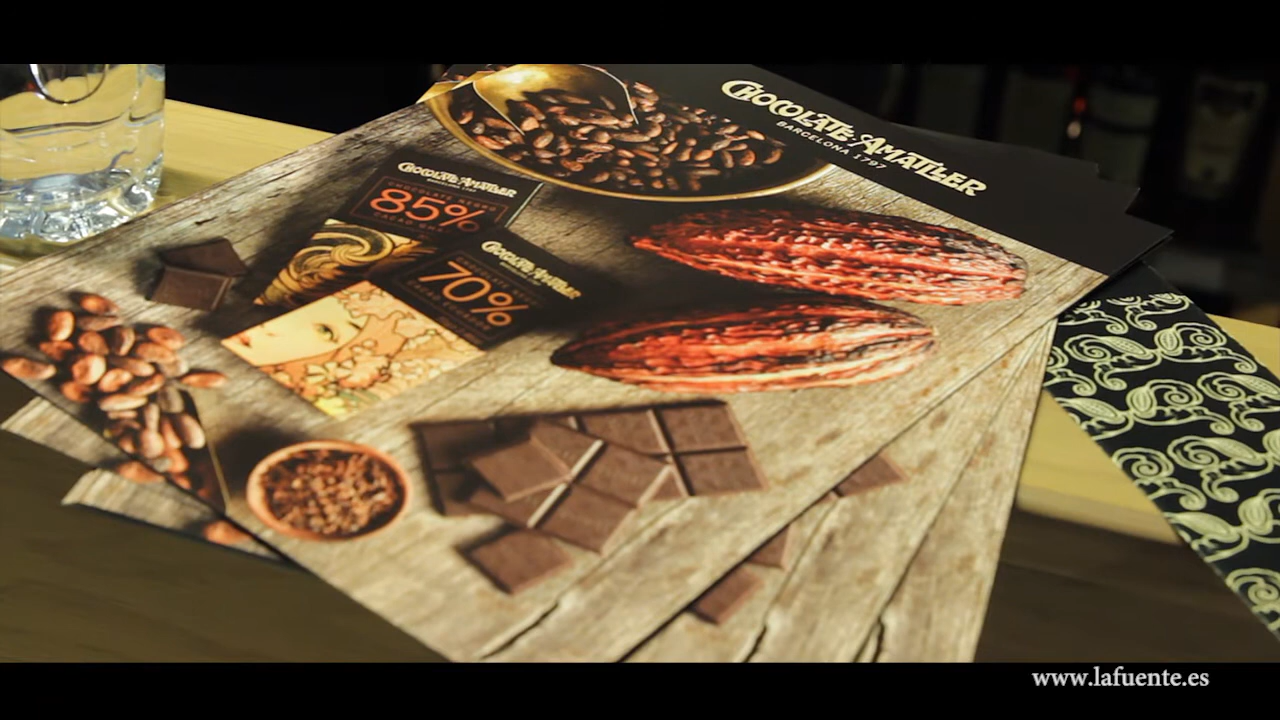 CHOCOLATE AMATLLER
BARCELONA 1797
CHOCOLATE AMATLLER
85%
CHOCOLATE AMATLLER
70%
www.lafuente.es